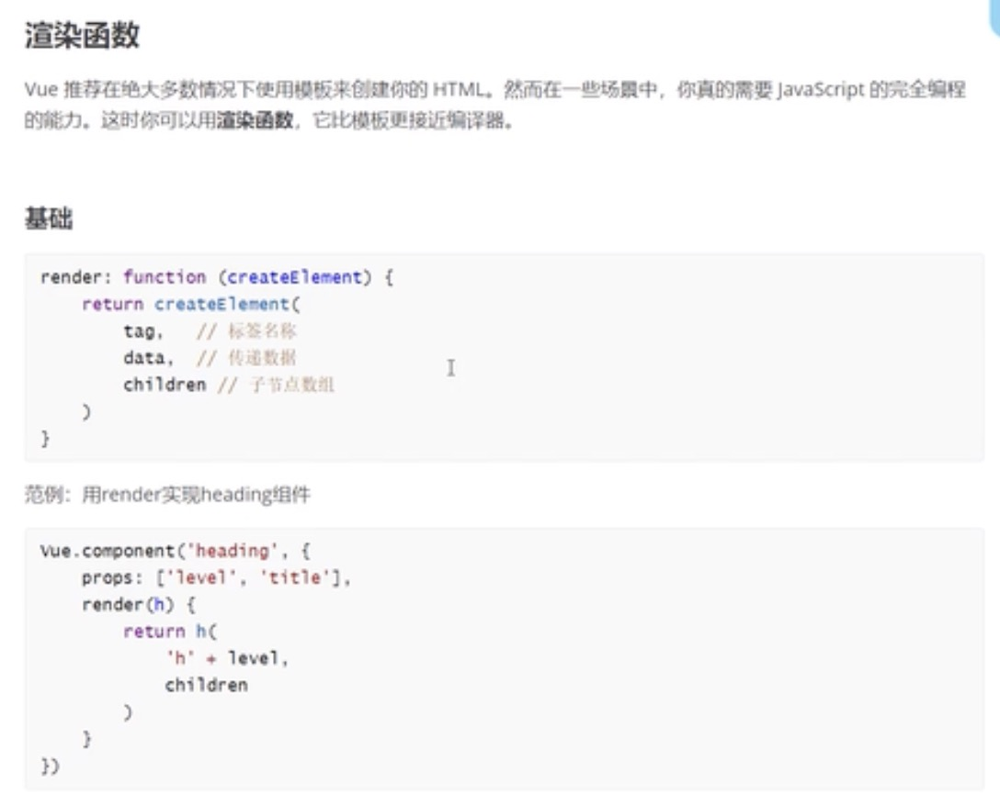 渲染函数
Vue 推荐在绝大多数情况下使用模板来创建你的 HTML。然而在一些场景中，你真的需要 JavaScript 的完全编程
的能力。这时你可以用渲染函数，它比模板更接近编译器。
基础
render: function (createElement) {
    return createElement(
        tag,   // 标签名称
        data,  // 传递数据
        children // 子节点数组
    )
}
范例：用render实现heading组件
Vue.component('heading', {
    props: ['level', 'title'],
    render(h) {
        return h(
            'h' + level,
            children
        )
    }
})